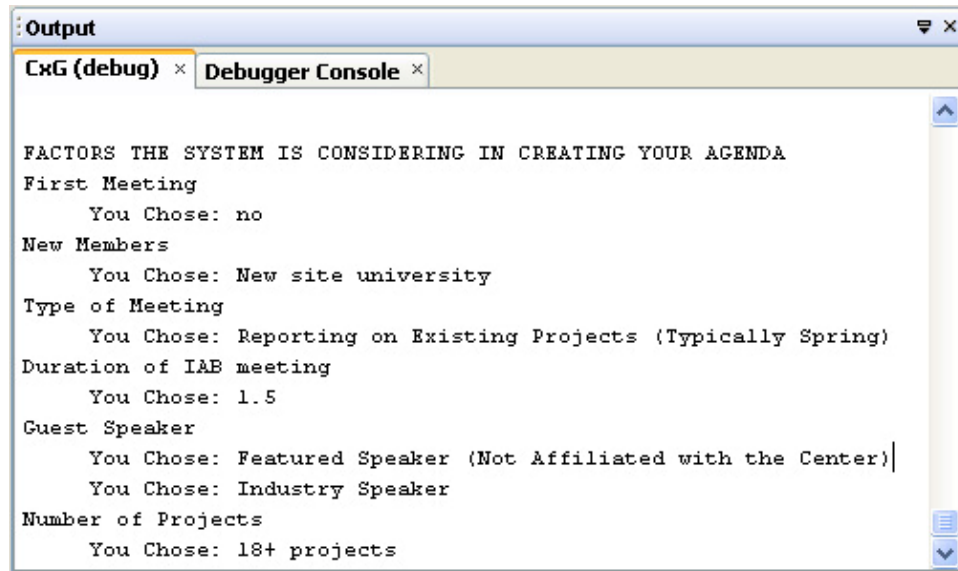 Output
CxG (debug) × Debugger Console ×
FACTORS THE SYSTEM IS CONSIDERING IN CREATING YOUR AGENDA
First Meeting
You Chose: no
New Members
You Chose: New site university
Type of Meeting
You Chose: Reporting on Existing Projects (Typically Spring)
Duration of IAB meeting
You Chose: 1.5
Guest Speaker
You Chose: Featured Speaker (Not Affiliated with the Center)
You Chose: Industry Speaker
Number of Projects
You Chose: 18+ projects